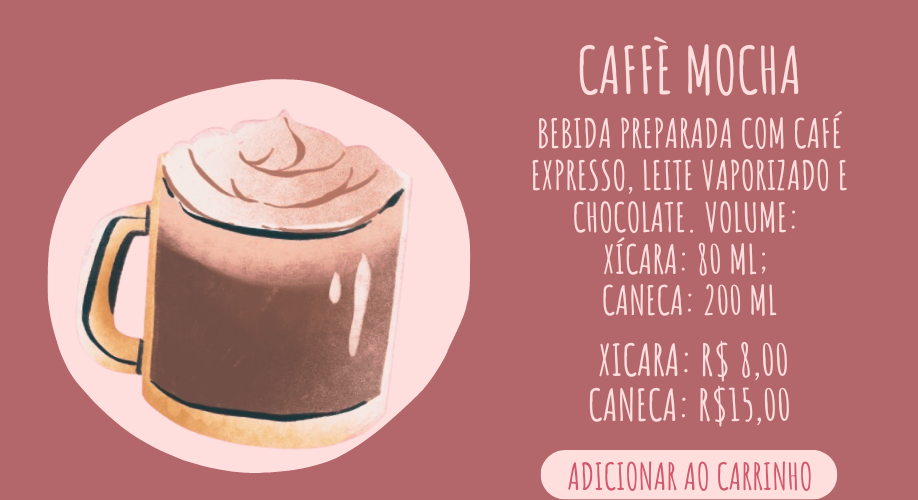 CAFFÈ MOCHA
BEBIDA PREPARADA COM CAFÉ
EXPRESSO, LEITE VAPORIZADO E
CHOCOLATE. VOLUME:
XÍCARA: 80 ML;
CANECA: 200 ML
XICARA: R$ 8,00
CANECA: R$15,00
ADICIONAR AO CARRINHO